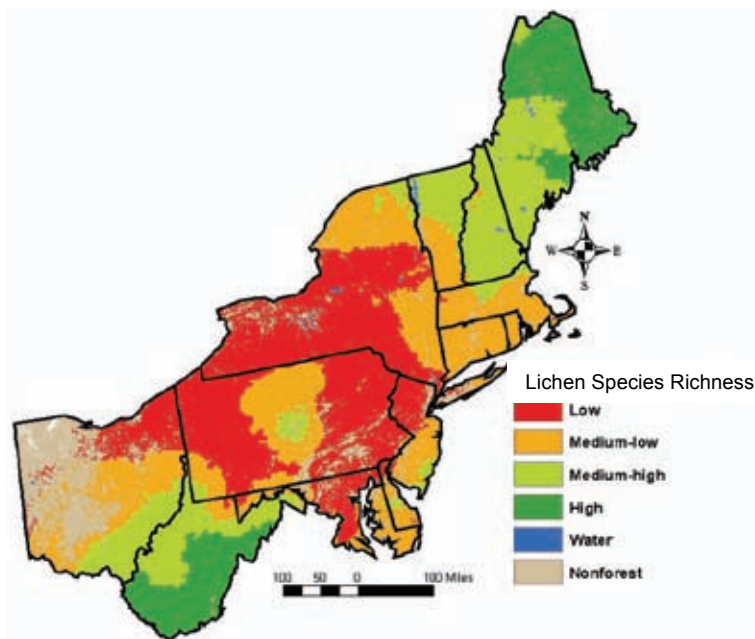 N
W E
S
Lichen Species Richness
Low
Medium-low
Medium-high
High
Water
Nonforest
100 50 0 100 Miles